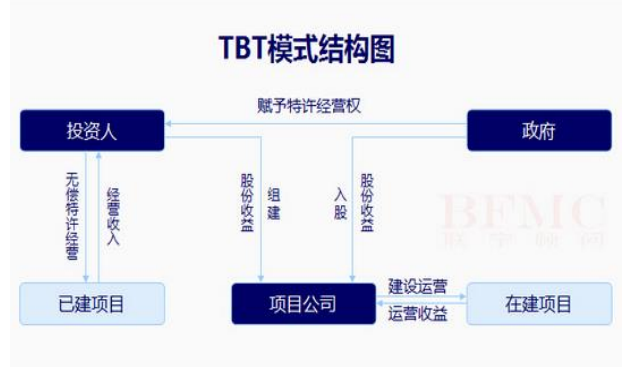 TBT模式结构图
赋予特许经营权
投资人
政府
无偿特许经营
经营收入
股份收益
组建
入股
股份收益
BFMC
已建项目
项目公司
建设运营
运营收益
在建项目